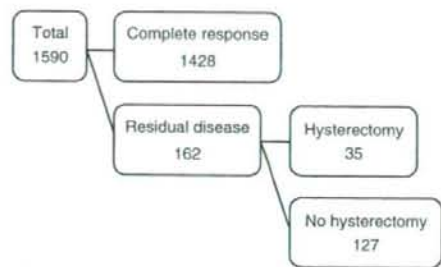 Total
1590
Complete response
1428
Residual disease
162
Hysterectomy
35
No hysterectomy
127